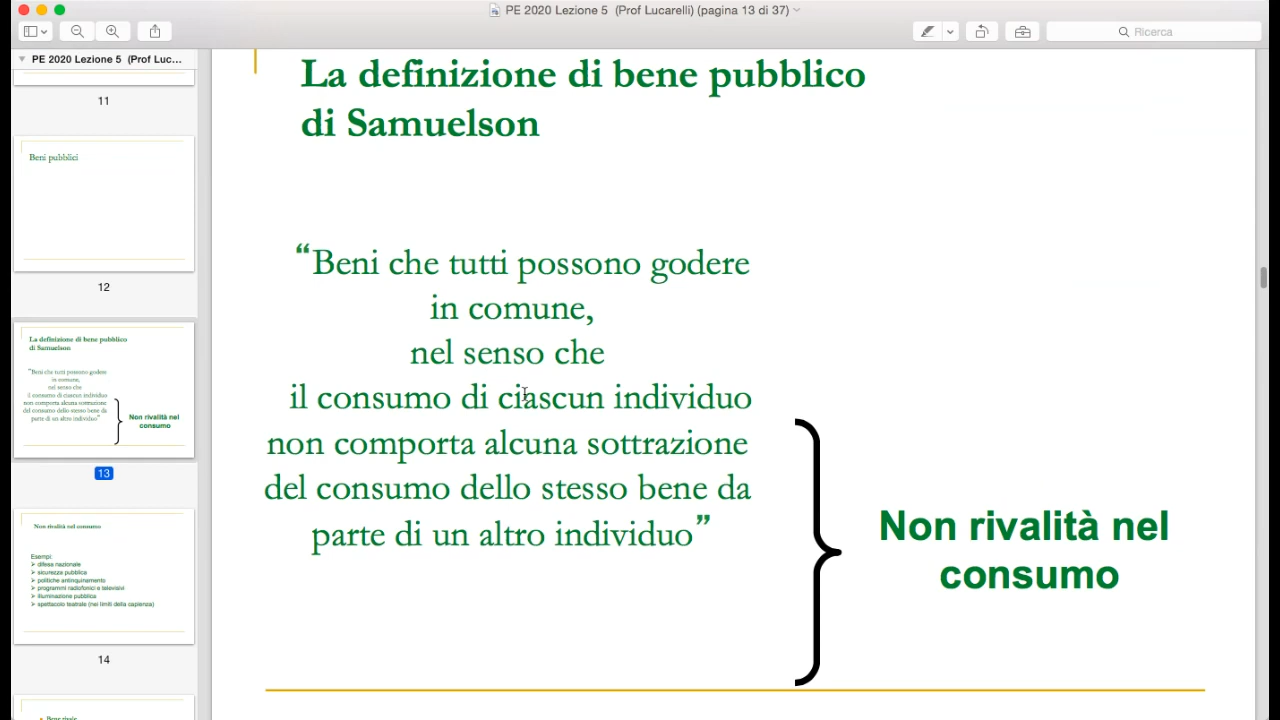 PE 2020 Lezione 5 (Prof Lucarelli) (pagina 13 di 37)
Ricerca
PE 2020 Lezione 5 (Prof Luc...
11
Beni pubblici
12
La definizione di bene pubblico
di Samuelson
"Beni che tutti possono godere
in comune,
nel senso che
il consumo di ciascun individuo
non comporta alcuna sottrazione
del consumo dello stesso bene da
parte di un altro individuo"
Non rivalità nel
consumo
13
Non rivalità nel consumo
Esempi:
➢ difesa nazionale
➢ sicurezza pubblica
➢ politiche antinquinamento
➢ programmi radiofonici e televisivi
➢ illuminazione pubblica
➢ spettacolo teatrale (nei limiti della capienza)
14
La definizione di bene pubblico
di Samuelson
“Beni che tutti possono godere
in comune,
nel senso che
il consumo di ciascun individuo
non comporta alcuna sottrazione
del consumo dello stesso bene da
parte di un altro individuo”
Non rivalità nel
consumo